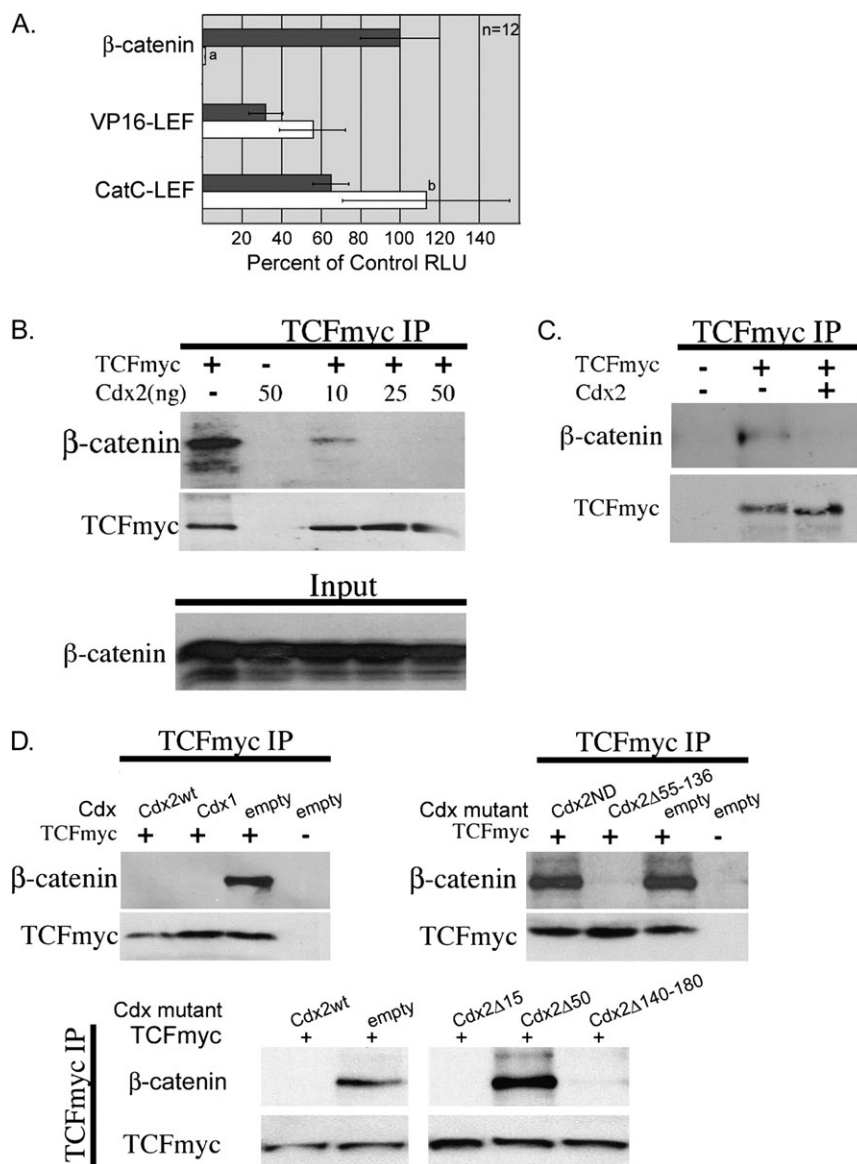 A.
n=12
β-catenin
a
VP16-LEF
CatC-LEF
b
20 40 60 80 100 120 140
Percent of Control RLU
B.
TCFmyc IP
TCFmyc + - + + +
Cdx2(ng) - 50 10 25 50
β-catenin
TCFmyc
Input
β-catenin
C.
TCFmyc IP
TCFmyc - + +
Cdx2 - - +
β-catenin
TCFmyc
D.
TCFmyc IP
Cdx Cdx2wt Cdx1 empty empty
TCFmyc + + + -
β-catenin
TCFmyc
TCFmyc IP
Cdx mutant Cdx2ND Cdx2Δ55-136 empty empty
TCFmyc + + + -
β-catenin
TCFmyc
TCFmyc IP
Cdx mutant Cdx2wt empty Cdx2Δ15 Cdx2Δ50 Cdx2Δ140-180
TCFmyc + + + + +
β-catenin
TCFmyc